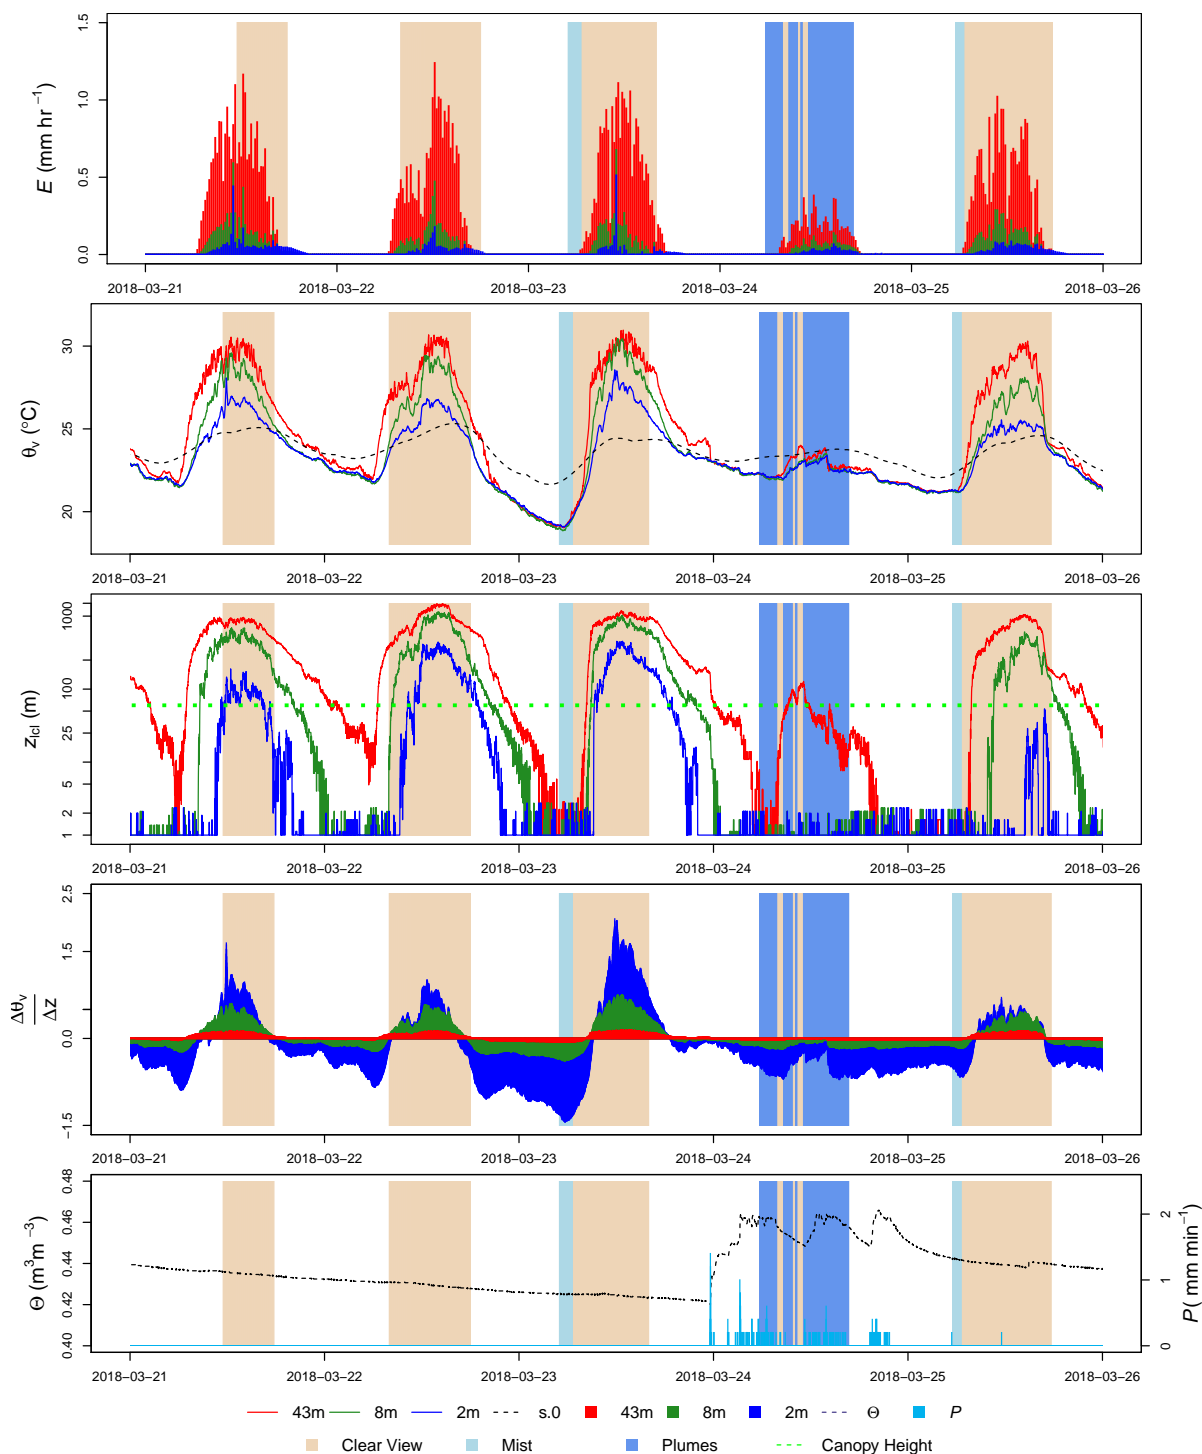 E (mm hr −1)
0.0 0.5 1.0 1.5
2018−03−21 2018−03−22 2018−03−23 2018−03−24 2018−03−25 2018−03−26
θv (°C)
20 25 30
2018−03−21 2018−03−22 2018−03−23 2018−03−24 2018−03−25 2018−03−26
zlcl (m)
1 2 5 25 100 1000
2018−03−21 2018−03−22 2018−03−23 2018−03−24 2018−03−25 2018−03−26
Δθv
Δz
−1.5 0.0 1.5 2.5
2018−03−21 2018−03−22 2018−03−23 2018−03−24 2018−03−25 2018−03−26
Θ (m3m−3)
0.40 0.42 0.44 0.46 0.48
0 1 2
P( mm min−1)
2018−03−21 2018−03−22 2018−03−23 2018−03−24 2018−03−25 2018−03−26
43m 8m 2m s.0 43m 8m 2m Θ P
Clear View Mist Plumes Canopy Height